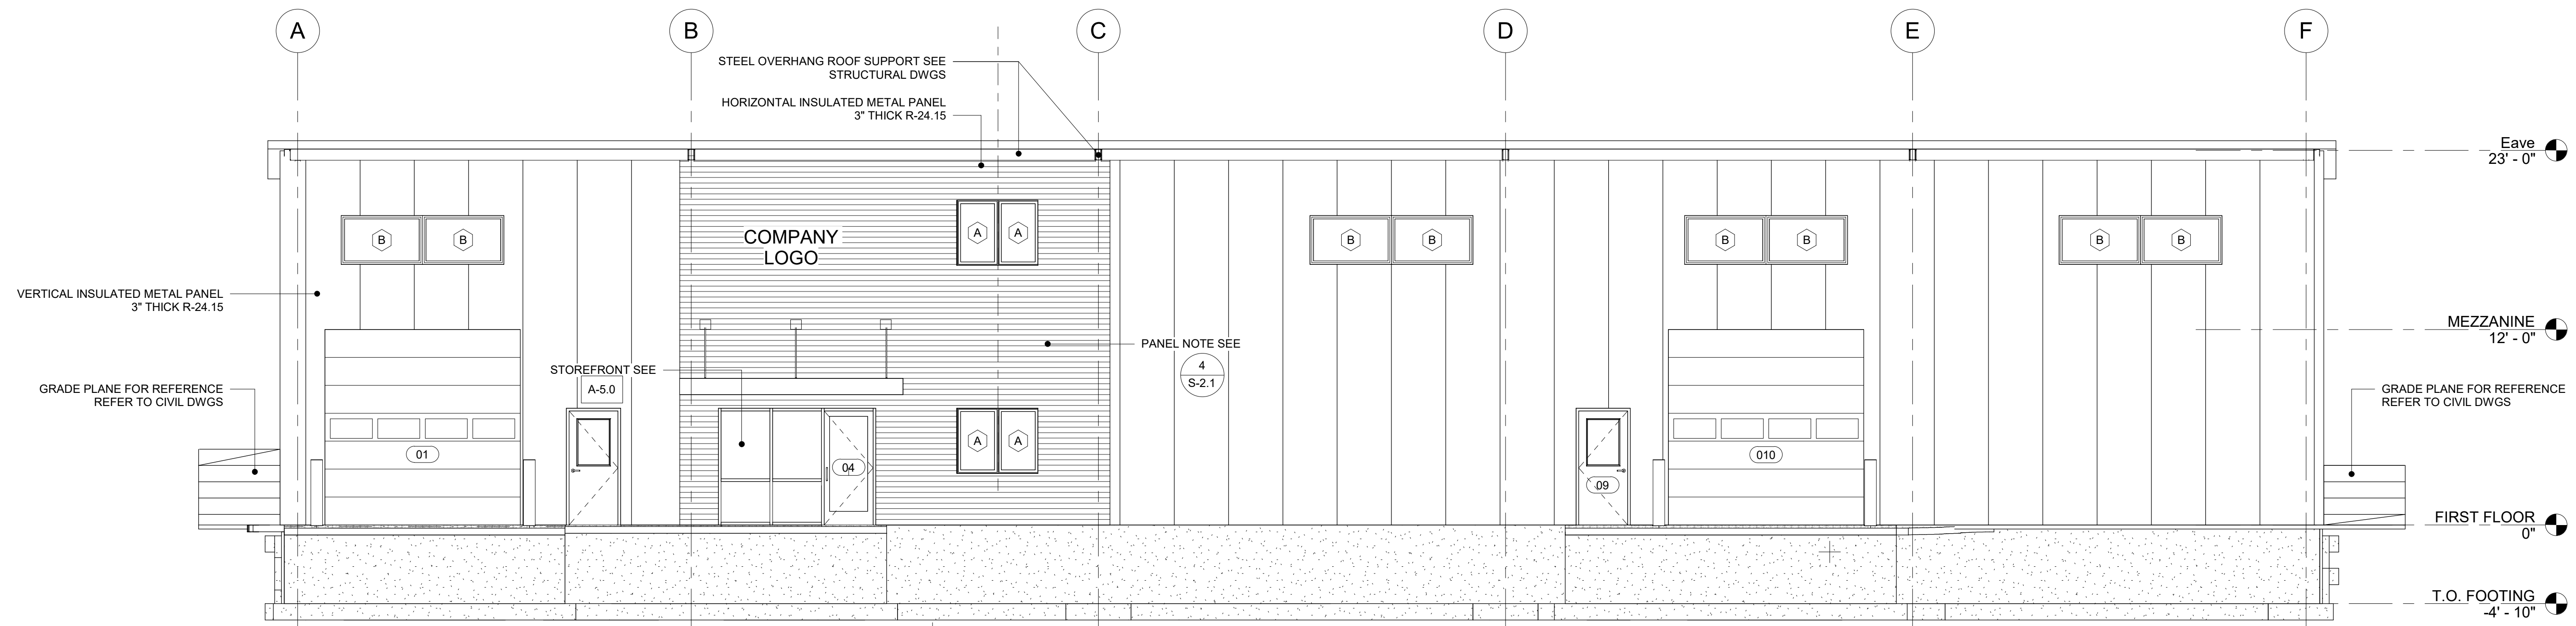 A
B
C
D
E
F
STEEL OVERHANG ROOF SUPPORT SEE
STRUCTURAL DWGS
HORIZONTAL INSULATED METAL PANEL
3" THICK R-24.15
Eave
23' - 0"
COMPANY
LOGO
A
A
B
B
B
B
B
B
B
B
VERTICAL INSULATED METAL PANEL
3" THICK R-24.15
MEZZANINE
12' - 0"
PANEL NOTE SEE
4
S-2.1
STOREFRONT SEE
A-5.0
GRADE PLANE FOR REFERENCE
REFER TO CIVIL DWGS
GRADE PLANE FOR REFERENCE
REFER TO CIVIL DWGS
A
A
01
04
09
010
FIRST FLOOR
0"
T.O. FOOTING
-4' - 10"